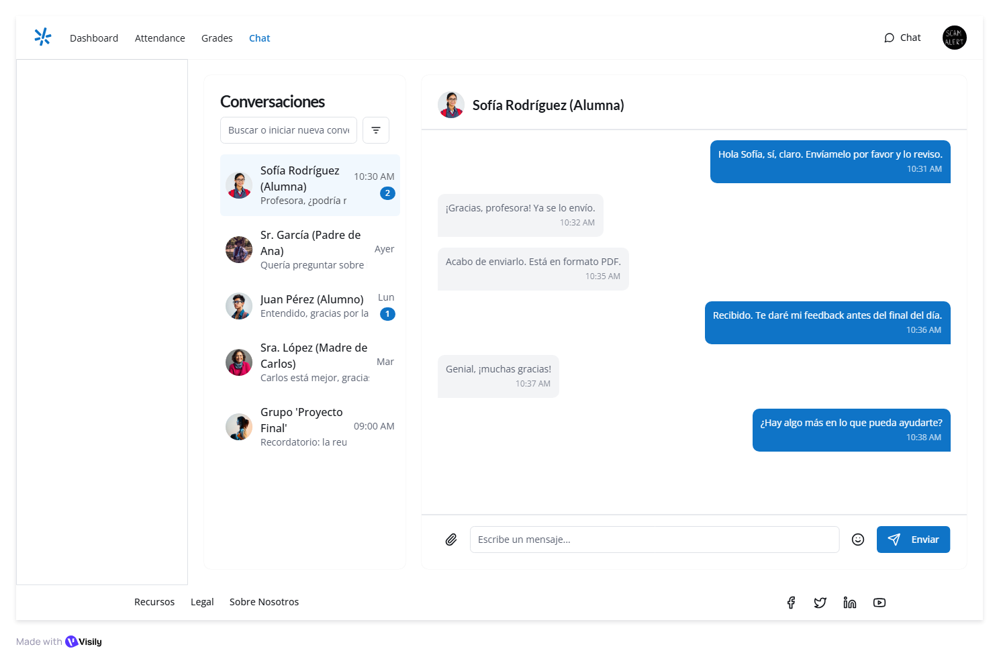 Dashboard Attendance Grades Chat
Chat
SCAM
ALERT
Conversaciones
Buscar o iniciar nueva conve
Sofía Rodríguez
(Alumna)
10:30 AM
Profesora, ¿podría r
2
Sr. García (Padre de
Ana)
Ayer
Quería preguntar sobre
Juan Pérez (Alumno)
Lun
Entendido, gracias por la
1
Sra. López (Madre de
Carlos)
Mar
Carlos está mejor, gracias
Grupo 'Proyecto
Final'
09:00 AM
Recordatorio: la reu
Sofía Rodríguez (Alumna)
Hola Sofía, sí, claro. Envíamelo por favor y lo reviso.
10:31 AM
¡Gracias, profesora! Ya se lo envío.
10:32 AM
Acabo de enviarlo. Está en formato PDF.
10:35 AM
Recibido. Te daré mi feedback antes del final del día.
10:36 AM
Genial, ¡muchas gracias!
10:37 AM
¿Hay algo más en lo que pueda ayudarte?
10:38 AM
Escribe un mensaje...
Enviar
Recursos Legal Sobre Nosotros
Made with Visily